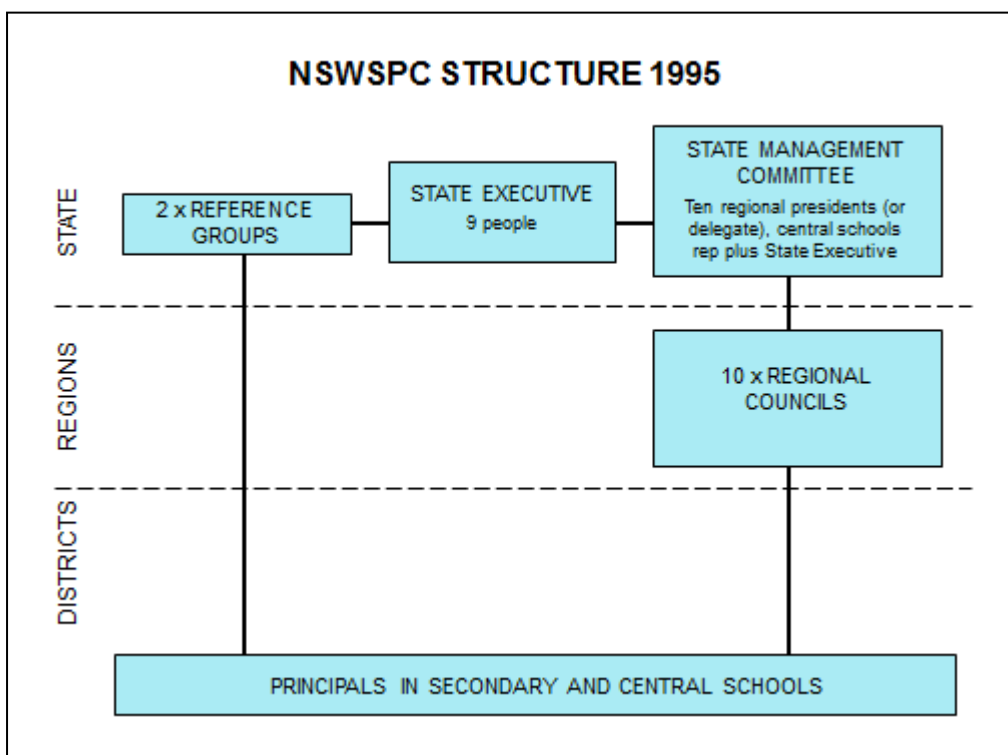 NSWSPC STRUCTURE 1995
STATE
2 x REFERENCE
GROUPS
STATE EXECUTIVE
9 people
STATE MANAGEMENT
COMMITTEE
Ten regional presidents (or
delegate), central schools
rep plus State Executive
REGIONS
10 x REGIONAL
COUNCILS
DISTRICTS
PRINCIPALS IN SECONDARY AND CENTRAL SCHOOLS